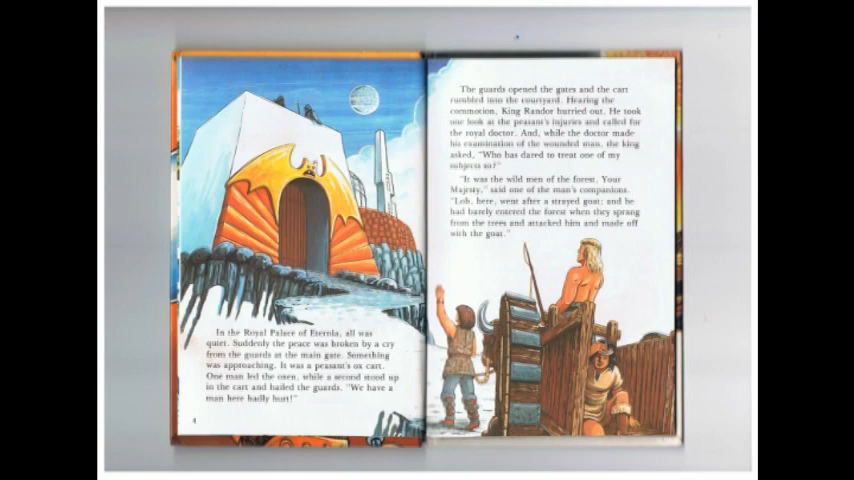 In the Royal Palace of Eternia, all was
quiet. Suddenly the peace was broken by a cry
from the guards at the main gate. Something
was approaching. It was a peasant's ox cart.
One man led the oxen, while a second stood up
in the cart and hailed the guards. "We have a
man here badly hurt!"
4
The guards opened the gates and the cart
rumbled into the courtyard. Hearing the
commotion, King Randor hurried out. He took
one look at the peasant's injuries and called for
the royal doctor. And, while the doctor made
his examination of the wounded man, the king
asked, "Who has dared to treat one of my
subjects so?"
"It was the wild men of the forest, Your
Majesty," said one of the man's companions.
"Lob, here, went after a strayed goat; and he
had barely entered the forest when they sprang
from the trees and attacked him and made off
with the goat."